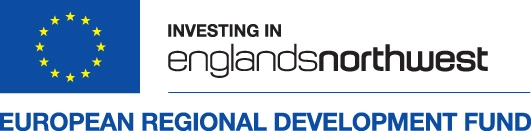 INVESTING IN
englandsnorthwest
EUROPEAN REGIONAL DEVELOPMENT FUND